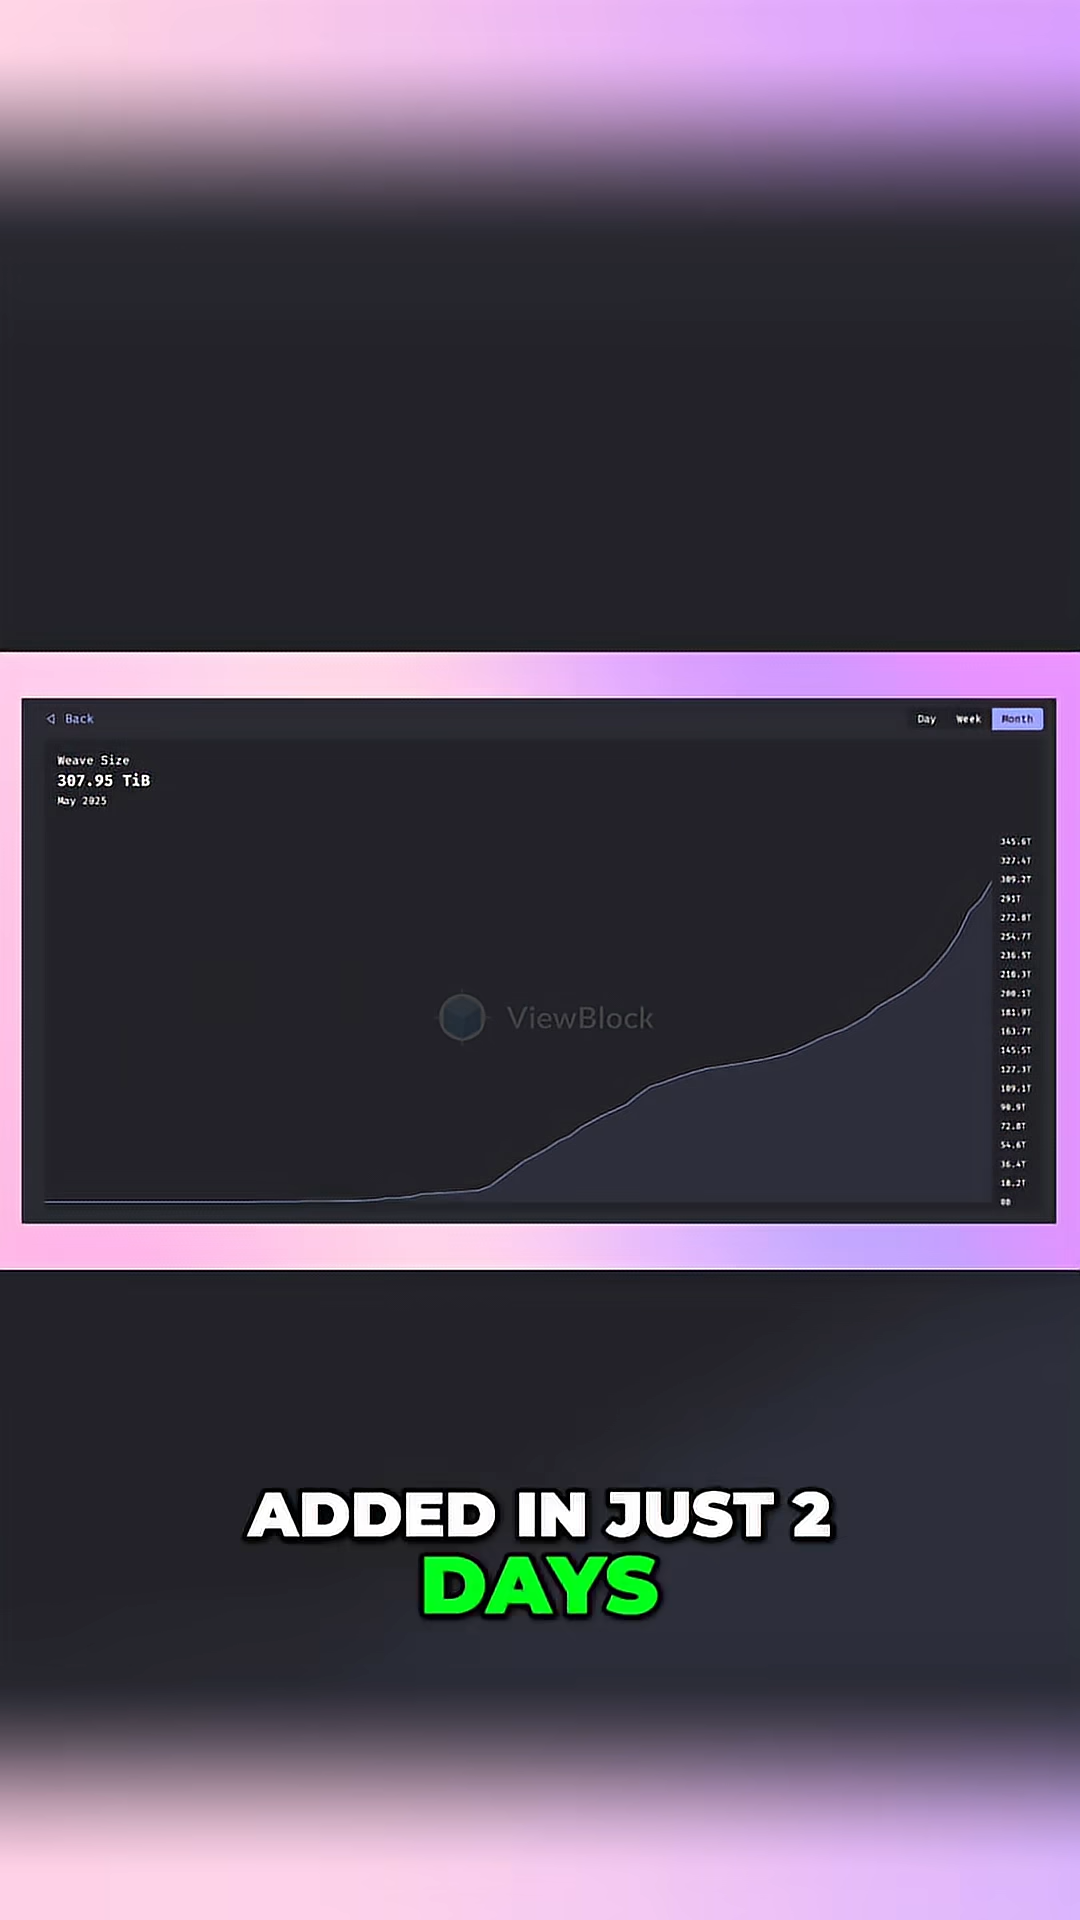 Back
Day Week Month
Weave Size
307.95 TiB
May 2025
345.6T
327.4T
309.2T
291T
272.8T
254.7T
236.5T
218.3T
200.1T
181.9T
163.7T
145.5T
127.3T
109.1T
90.9T
72.8T
54.6T
36.4T
18.2T
0B
ViewBlock
ADDED IN JUST 2
DAYS